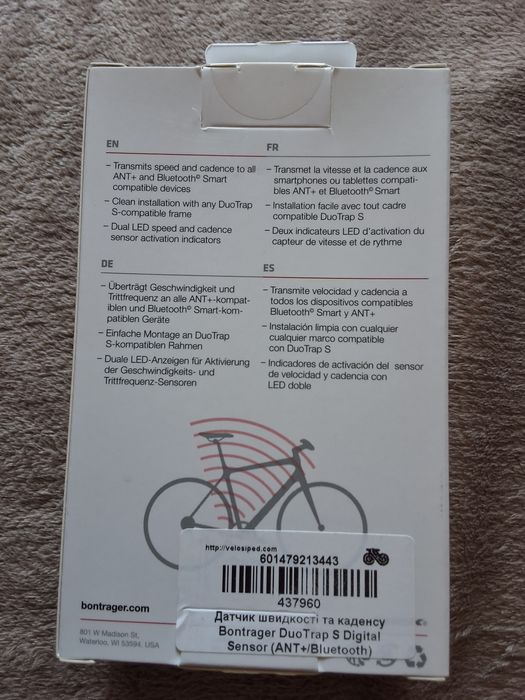 EN
– Transmits speed and cadence to all
ANT+ and Bluetooth® Smart
compatible devices
– Clean installation with any DuoTrap
S-compatible frame
– Dual LED speed and cadence
sensor activation indicators
FR
– Transmet la vitesse et la cadence aux
smartphones ou tablettes compati-
bles ANT+ et Bluetooth® Smart
– Installation facile avec tout cadre
compatible DuoTrap S
– Deux indicateurs LED d'activation du
capteur de vitesse et de rythme
DE
– Überträgt Geschwindigkeit und
Trittfrequenz an alle ANT+-kompat-
iblen und Bluetooth® Smart-kom-
patiblen Geräte
– Einfache Montage an DuoTrap
S-kompatiblen Rahmen
– Duale LED-Anzeigen für Aktivierung
der Geschwindigkeits- und
Trittfrequenz-Sensoren
ES
– Transmite velocidad y cadencia a
todos los dispositivos compatibles
Bluetooth® Smart y ANT+
– Instalación limpia con cualquier
cualquier marco compatible
con DuoTrap S
– Indicadores de activación del sensor
de velocidad y cadencia con
LED doble
http://velosiped.com
601479213443
437960
Датчик швидкості та каденсу
Bontrager DuoTrap S Digital
Sensor (ANT+/Bluetooth)
bontrager.com
801 W Madison St,
Waterloo, WI 53594, USA